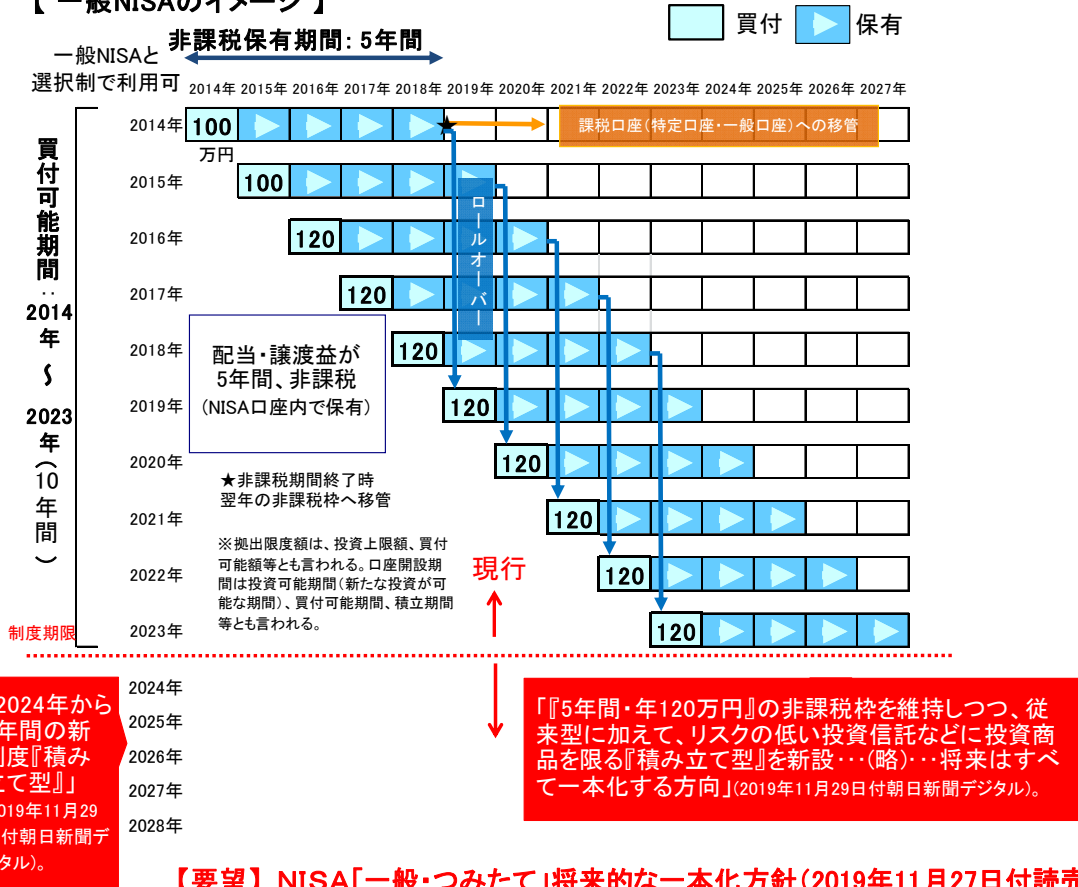 【 一般NISAのイメージ 】
買付
保有
一般NISAと
選択制で利用可
非課税保有期間：5年間
2014年 2015年 2016年 2017年 2018年 2019年 2020年 2021年 2022年 2023年 2024年 2025年 2026年 2027年
買付可能期間：2014年～2023年（10年間）
2014年 100 課税口座（特定口座・一般口座）への移管
万円
2015年 100
ロールオーバー
2016年 120
2017年 120
2018年 120
配当・譲渡益が
5年間、非課税
（NISA口座内で保有）
2019年 120
2020年 120
★非課税期間終了時
翌年の非課税枠へ移管
2021年 120
※拠出限度額は、投資上限額、買付
可能額等とも言われる。口座開設期
間は投資可能期間（新たな投資が可
能な期間）、買付可能期間、積立期間
等とも言われる。
現行
2022年 120
制度期限
2023年 120
2024年
2025年
2026年
2027年
2028年
2024年から
年間の新
制度『積み
立て型』」
2019年11月29
付朝日新聞デ
タル）。
「『5年間・年120万円』の非課税枠を維持しつつ、従
来型に加えて、リスクの低い投資信託などに投資商
品を限る『積み立て型』を新設･･･（略）･･･将来はすべ
て一本化する方向」（2019年11月29日付朝日新聞デジタル）。
【要望】 NISA「一般・つみたて」将来的な一本化方針（2019年11月27日付読売